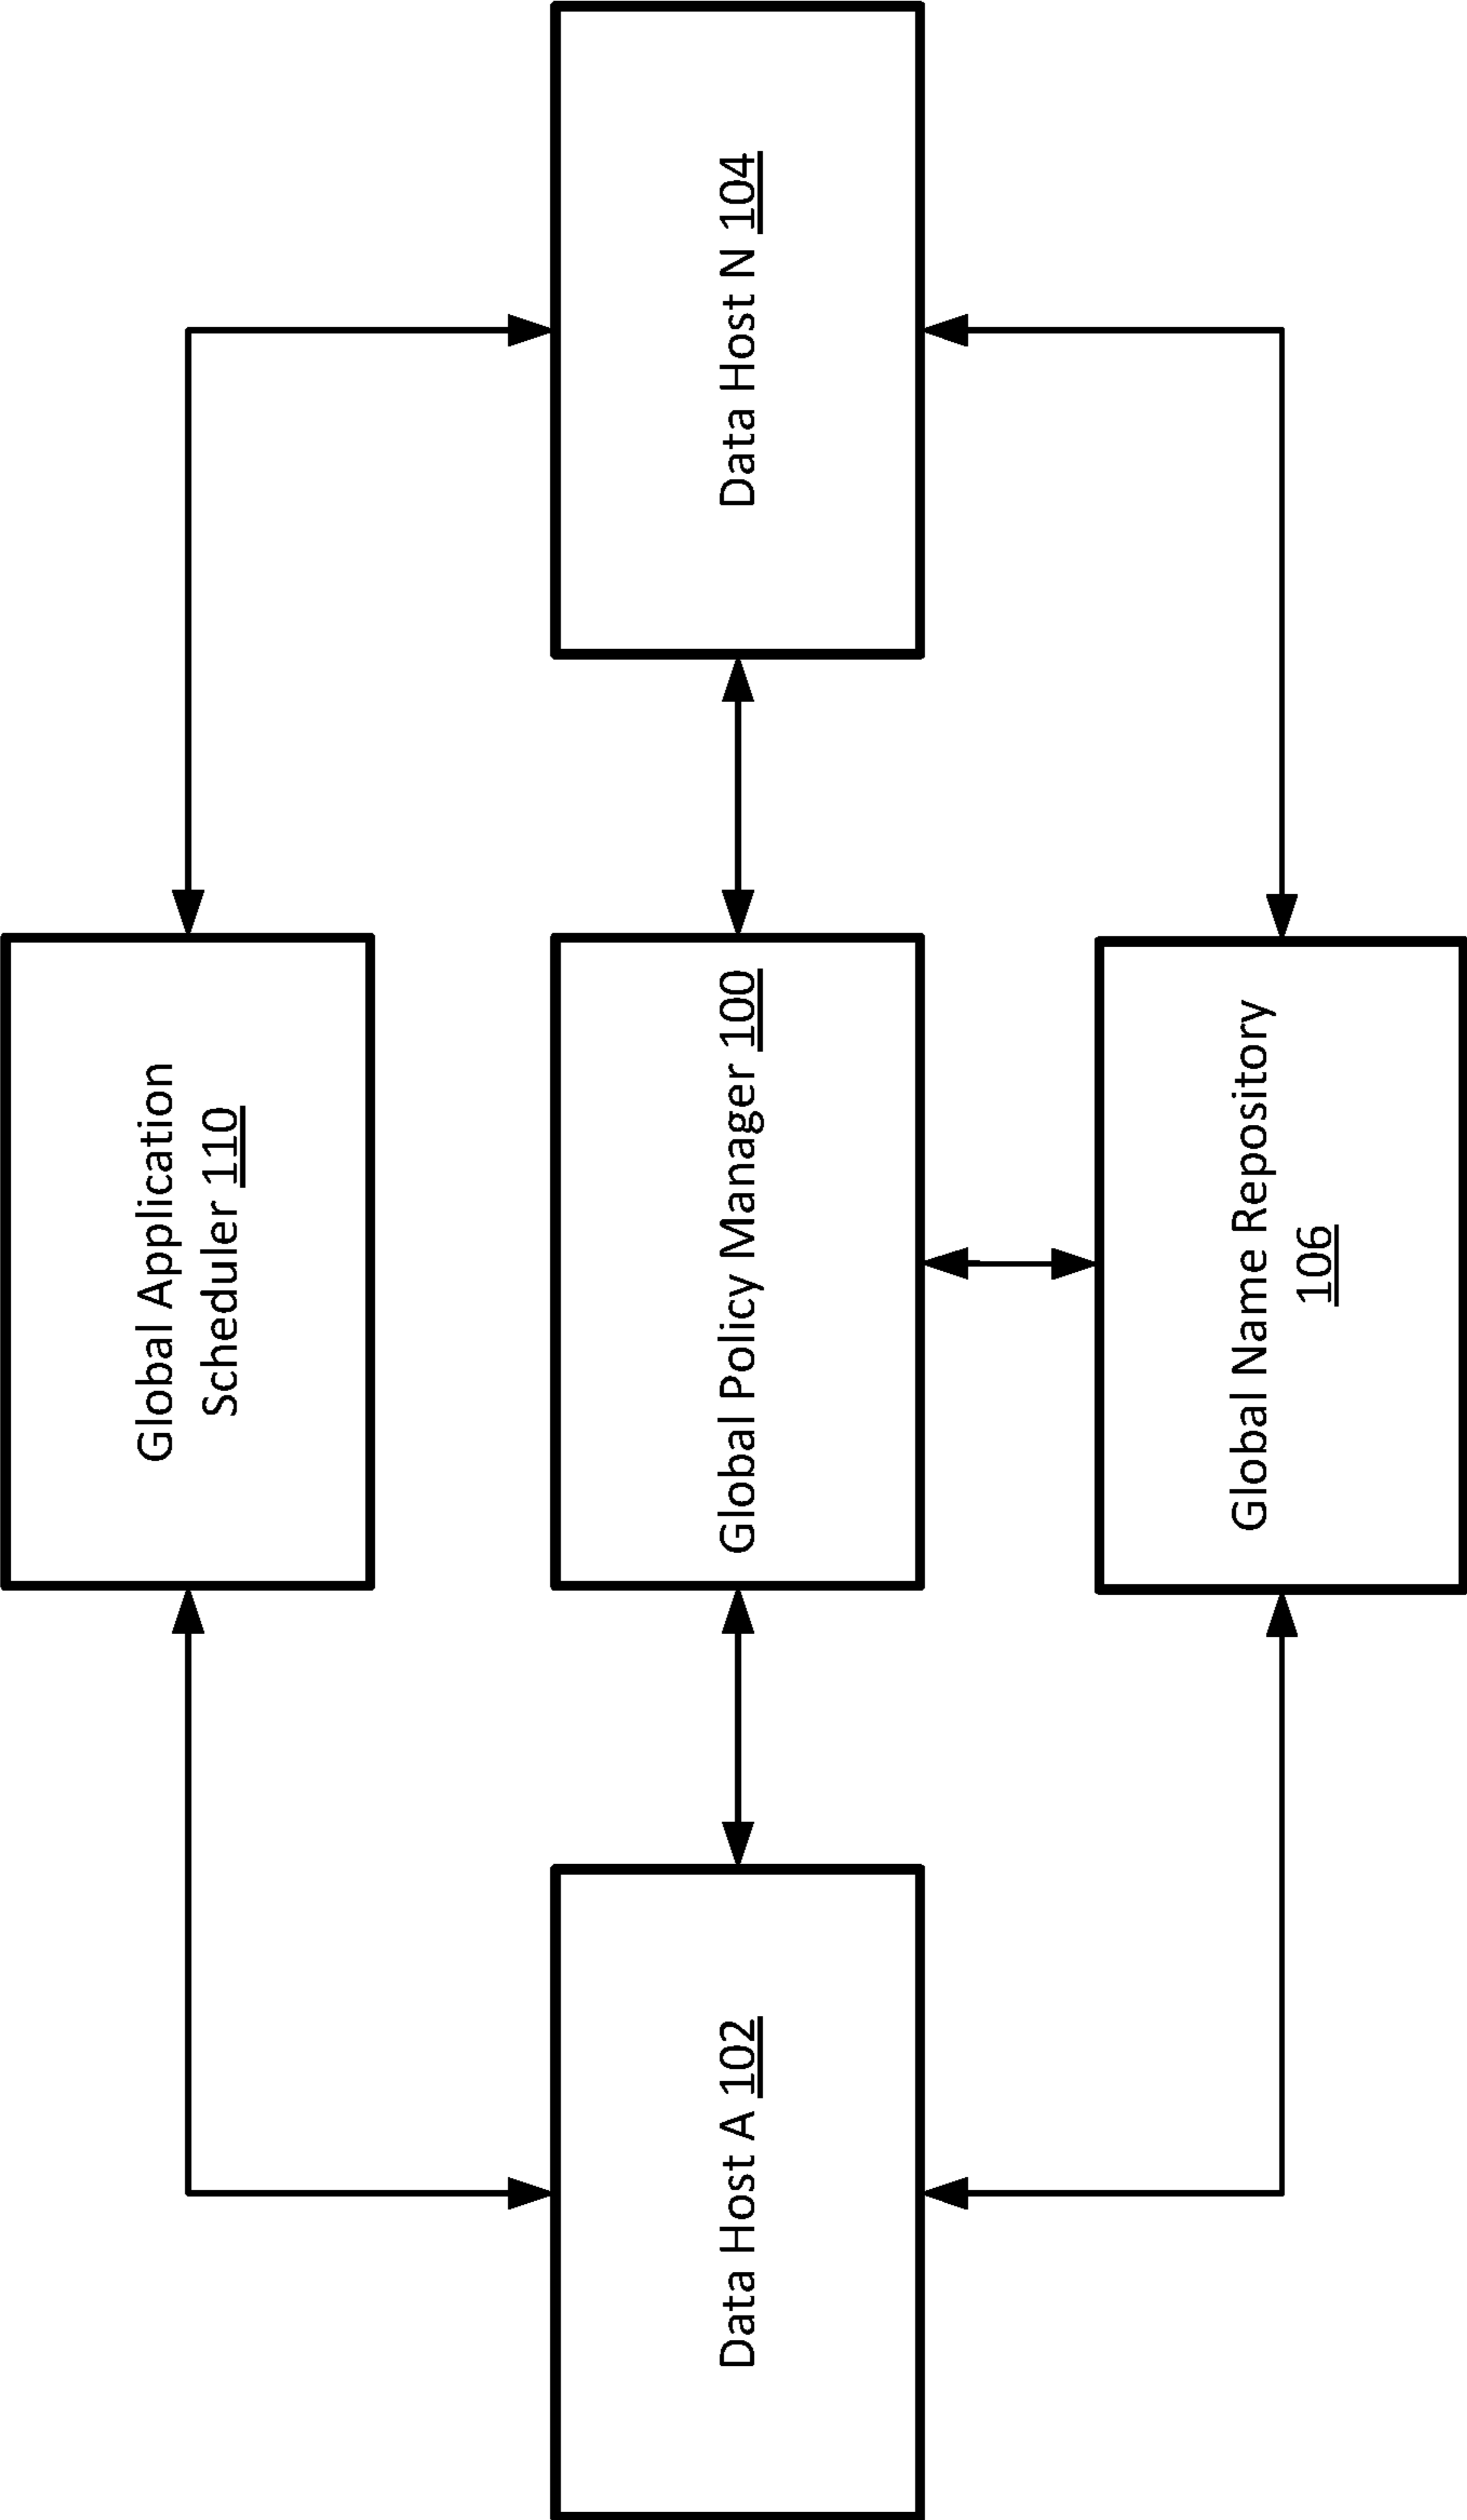 Global Application
Scheduler 110
Data Host A 102
Global Policy Manager 100
Data Host N 104
Global Name Repository
106